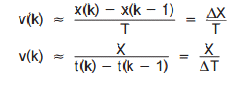 v(k) ≈ x(k) − x(k − 1) / T = ΔX / T
v(k) ≈ X / t(k) − t(k − 1) = X / ΔT